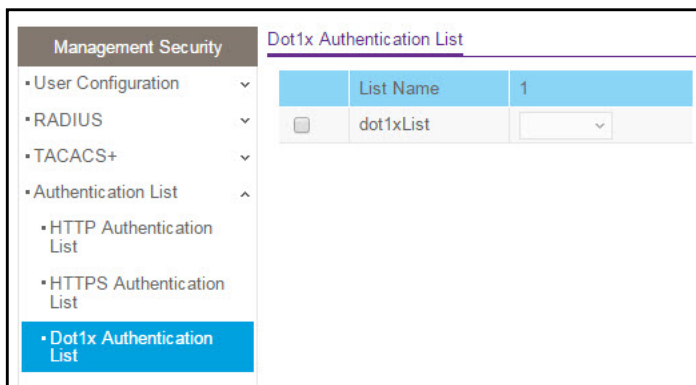 Management Security
User Configuration
RADIUS
TACACS+
Authentication List
HTTP Authentication
List
HTTPS Authentication
List
Dot1x Authentication
List
Dot1x Authentication List
List Name 1
dot1xList